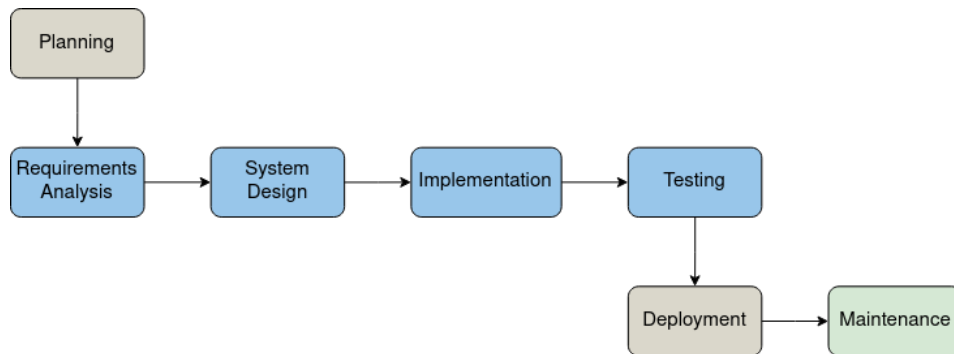 Planning
Requirements
Analysis
System
Design
Implementation
Testing
Deployment
Maintenance